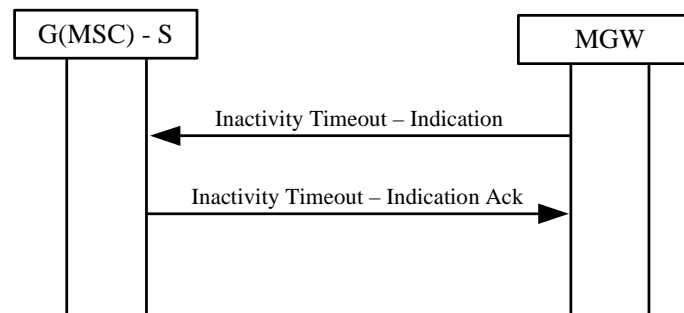 G(MSC) - S
MGW
Inactivity Timeout – Indication
Inactivity Timeout – Indication Ack